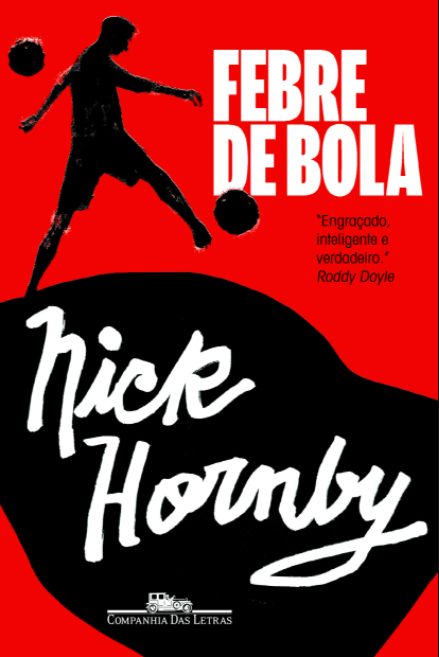 FEBRE
DE BOLA
"Engraçado,
inteligente e
verdadeiro."
Roddy Doyle
Nick
Hornby
COMPANHIA DAS LETRAS